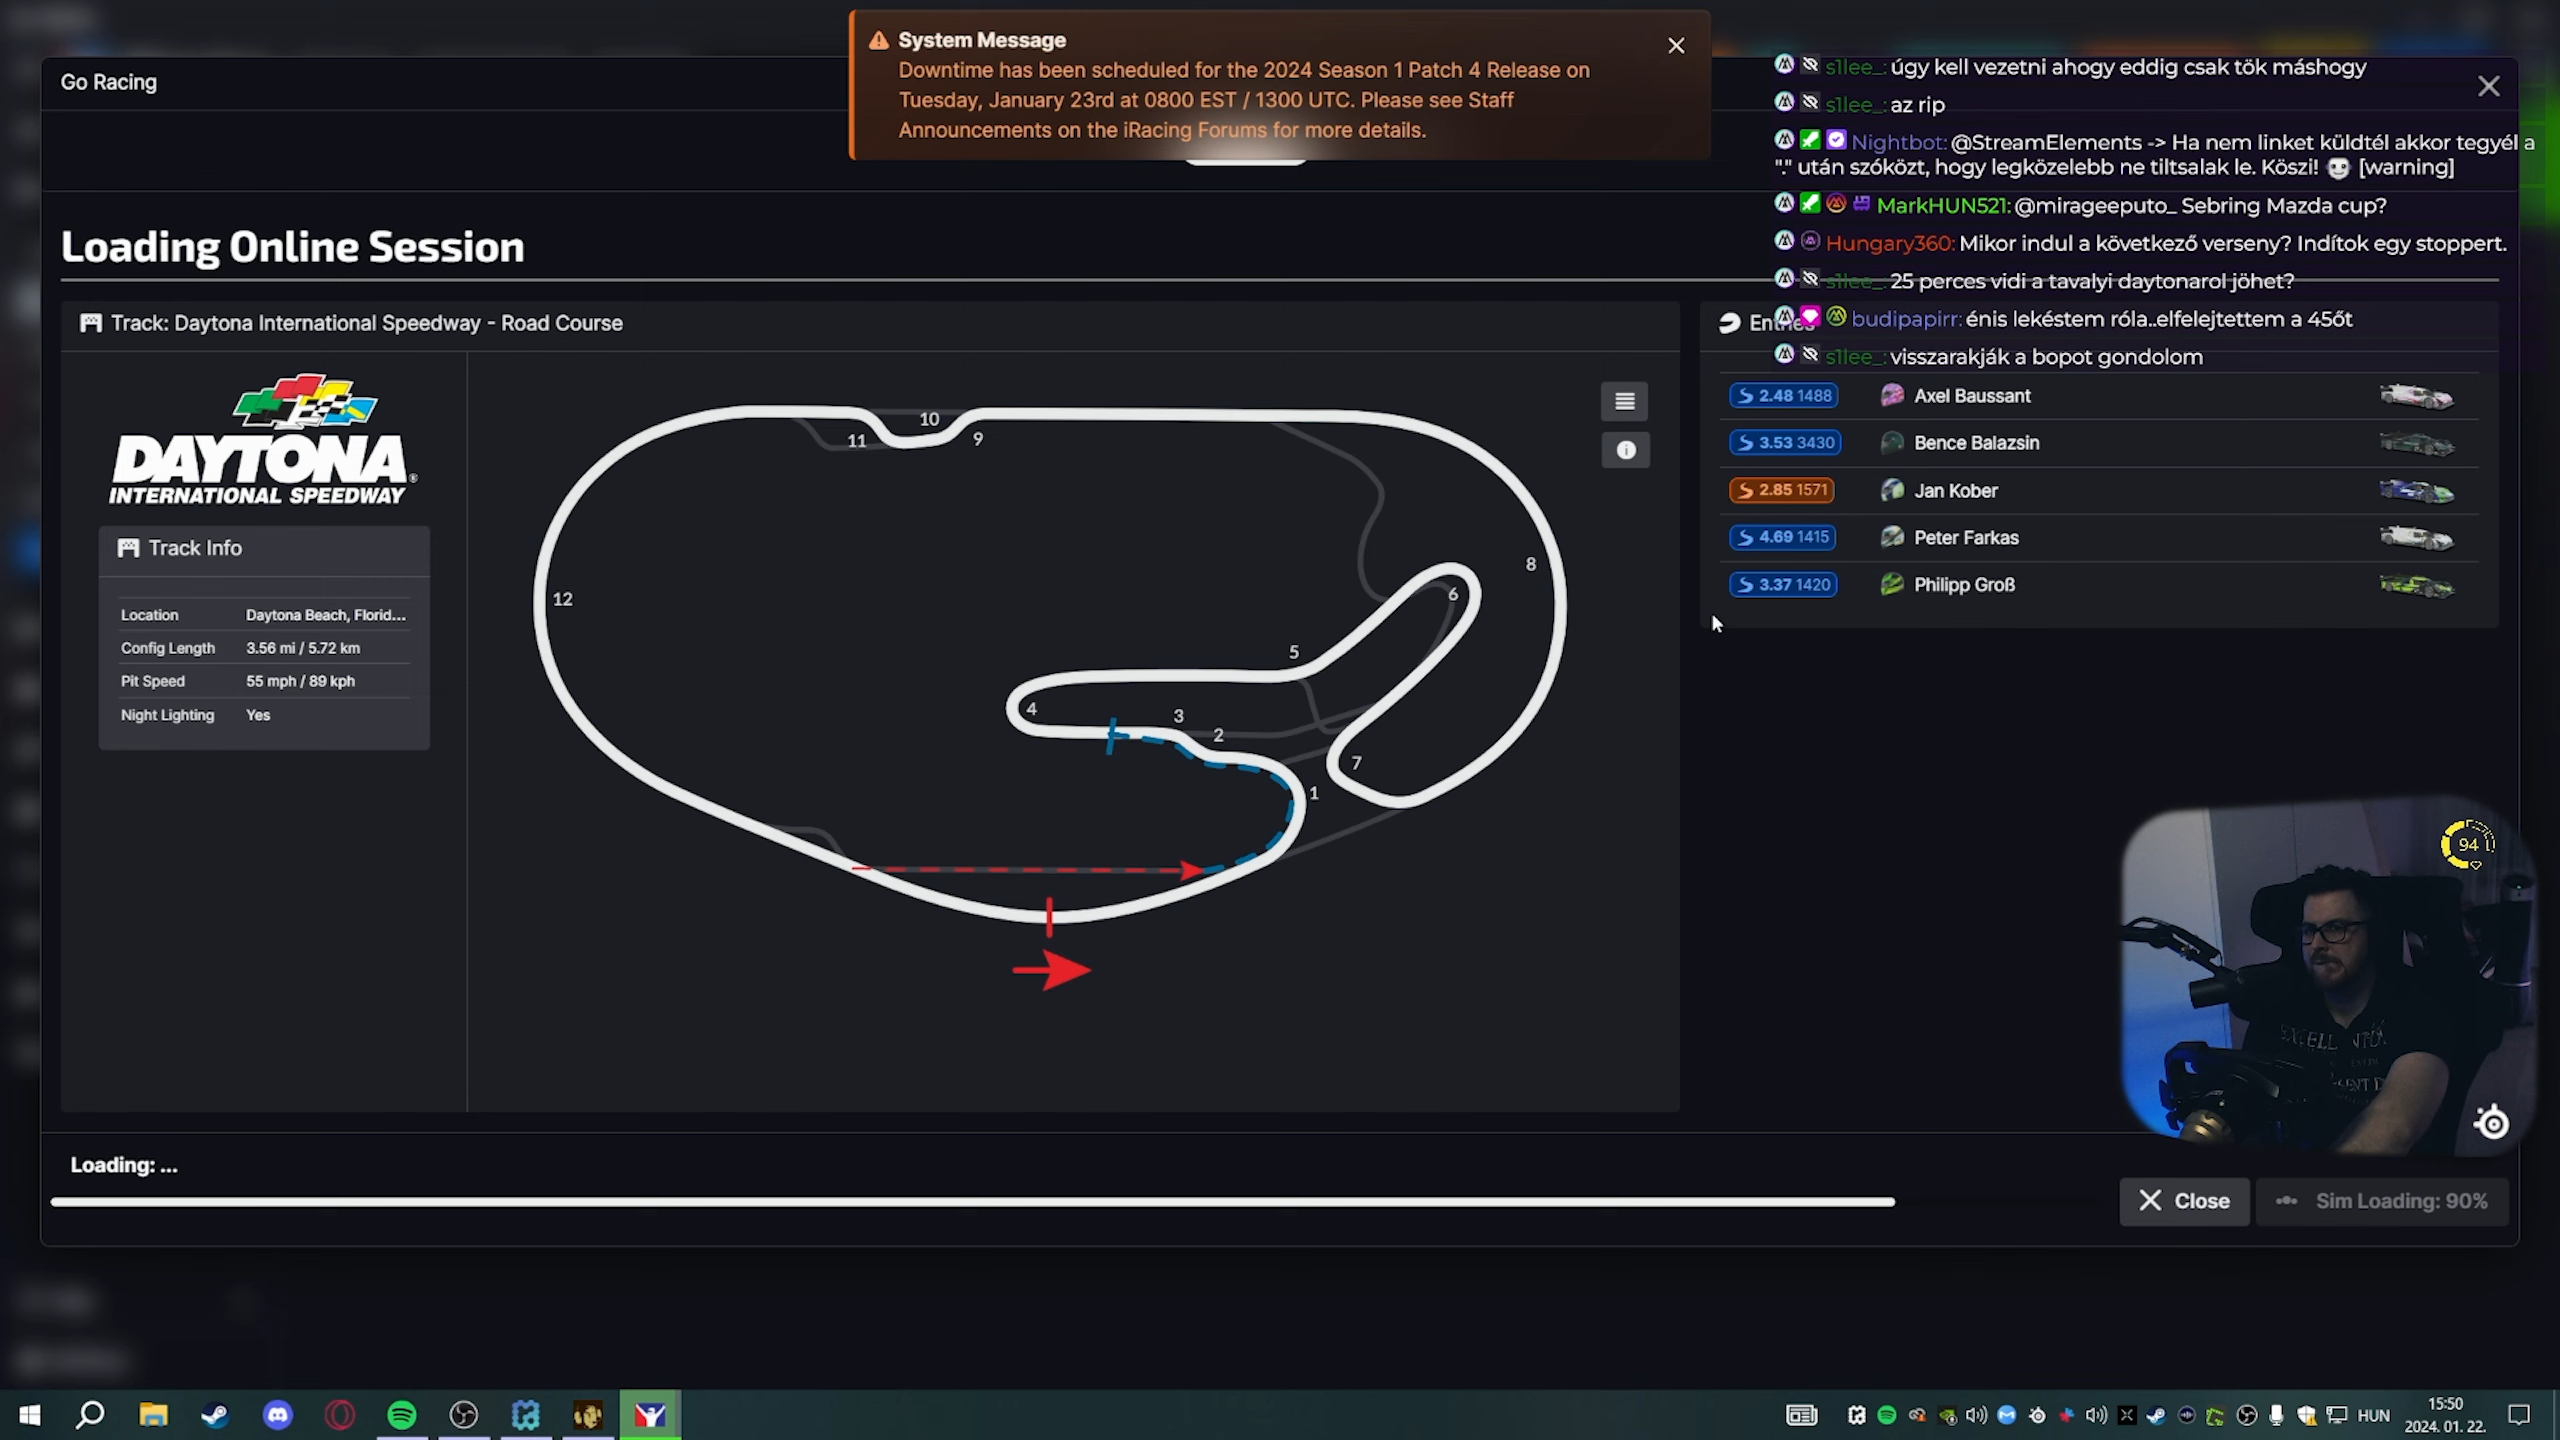 System Message
Downtime has been scheduled for the 2024 Season 1 Patch 4 Release on
Tuesday, January 23rd at 0800 EST / 1300 UTC. Please see Staff
Announcements on the iRacing Forums for more details.
Go Racing
s1lee_: úgy kell vezetni ahogy eddig csak tök máshogy
s1lee_: az rip
Nightbot: @StreamElements -> Ha nem linket küldtél akkor tegyél a
"." után szóközt, hogy legközelebb ne tiltsalak le. Köszi! [warning]
MarkHUN521: @mirageeputo_ Sebring Mazda cup?
Hungary360: Mikor indul a következő verseny? Indítok egy stoppert.
s1lee_: 25 perces vidi a tavalyi daytonarol jöhet?
budipapirr: énis lekéstem róla..elfelejtettem a 45őt
s1lee_: visszarakják a bopot gondolom
Loading Online Session
Track: Daytona International Speedway - Road Course
Entries
DAYTONA
INTERNATIONAL SPEEDWAY
Track Info
Location Daytona Beach, Florid...
Config Length 3.56 mi / 5.72 km
Pit Speed 55 mph / 89 kph
Night Lighting Yes
10
11
9
12
8
6
5
4
3
2
7
1
2.48 1488 Axel Baussant
3.53 3430 Bence Balazsin
2.85 1571 Jan Kober
4.69 1415 Peter Farkas
3.37 1420 Philipp Groß
94
Loading: ...
Close
Sim Loading: 90%
HUN
15:50
2024. 01. 22.